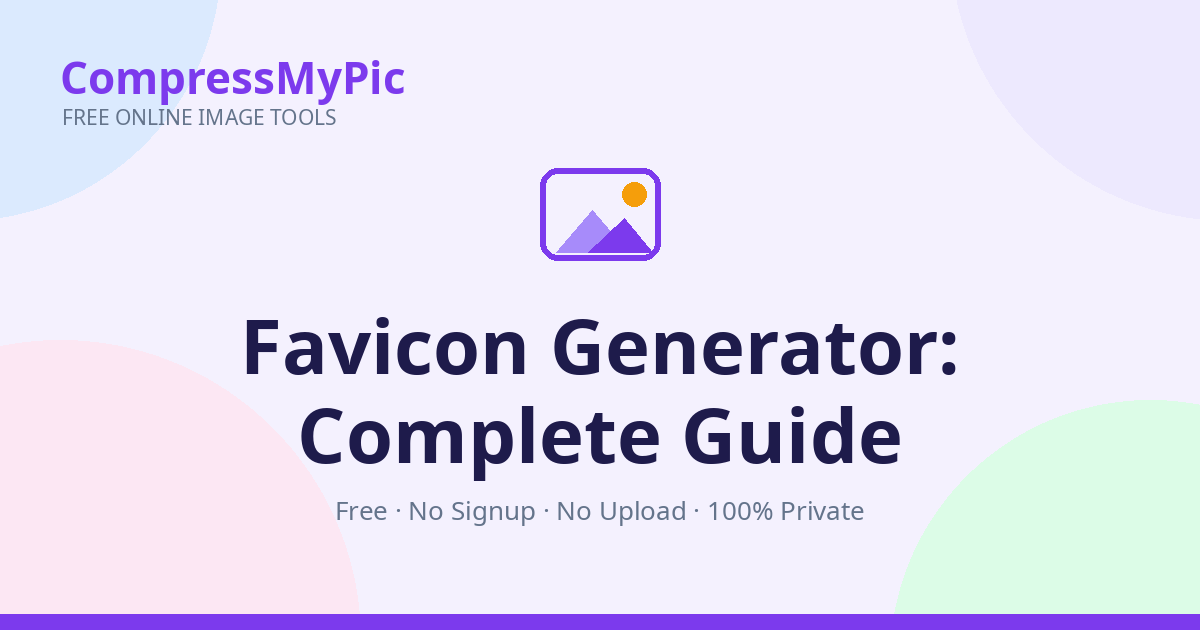 CompressMyPic
FREE ONLINE IMAGE TOOLS
Favicon Generator:
Complete Guide
Free · No Signup · No Upload · 100% Private